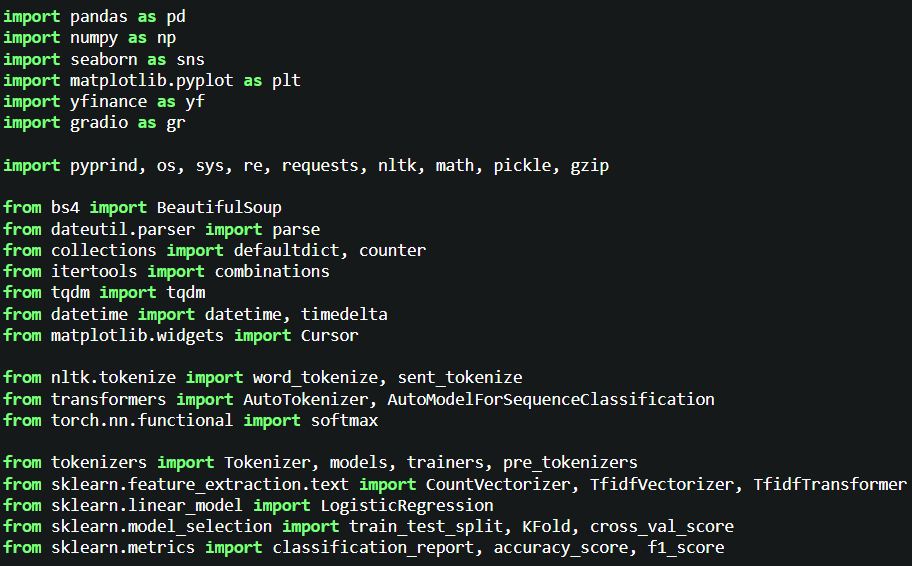 import pandas as pd
import numpy as np
import seaborn as sns
import matplotlib.pyplot as plt
import yfinance as yf
import gradio as gr
import pyprind, os, sys, re, requests, nltk, math, pickle, gzip
from bs4 import BeautifulSoup
from dateutil.parser import parse
from collections import defaultdict, counter
from itertools import combinations
from tqdm import tqdm
from datetime import datetime, timedelta
from matplotlib.widgets import Cursor
from nltk.tokenize import word_tokenize, sent_tokenize
from transformers import AutoTokenizer, AutoModelForSequenceClassification
from torch.nn.functional import softmax
from tokenizers import Tokenizer, models, trainers, pre_tokenizers
from sklearn.feature_extraction.text import CountVectorizer, TfidfVectorizer, TfidfTransformer
from sklearn.linear_model import LogisticRegression
from sklearn.model_selection import train_test_split, KFold, cross_val_score
from sklearn.metrics import classification_report, accuracy_score, f1_score